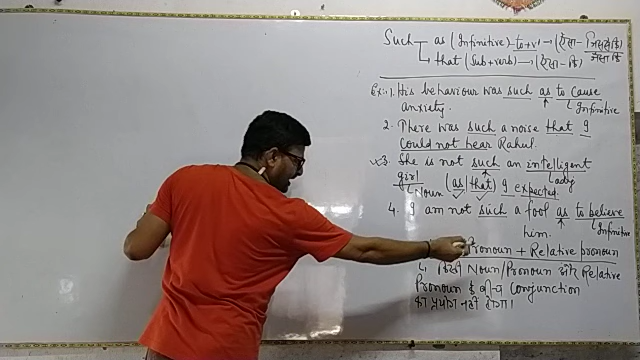 Such as (Infinitive) to+v¹ → (ऐसा - जिससे कि / जैसा कि
that (Sub + verb) → (ऐसा - कि
Ex:-1. His behaviour was such as to cause
Infinitive
anxiety.
2. There was such a noise that I
could not hear Rahul.
3. She is not such an intelligent
girl (as/that) I expected.
Noun
4. I am not such a fool as to believe
him. Infinitive
Pronoun + Relative pronoun
किसी Noun/Pronoun और Relative
Pronoun के बीच Conjunction
का प्रयोग नहीं होगा।